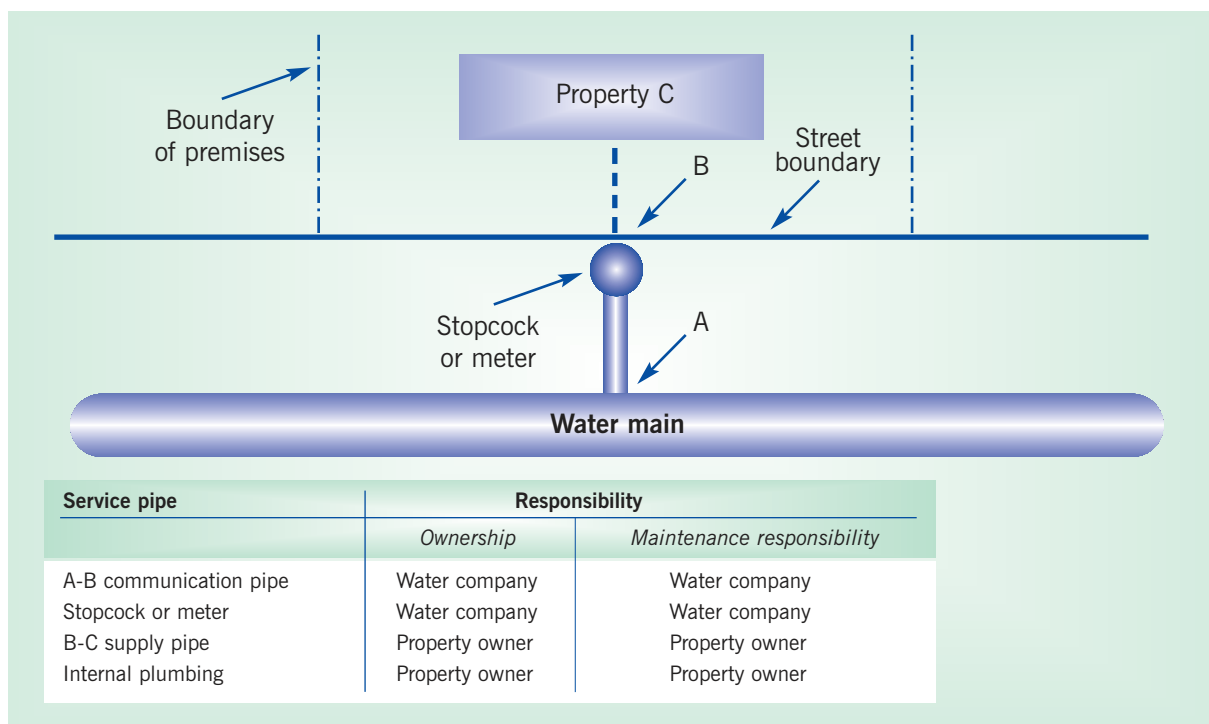 Property C
Boundary
of premises
Street
boundary
B
Stopcock
or meter
A
Water main
Service pipe Responsibility
Ownership Maintenance responsibility
A-B communication pipe Water company Water company
Stopcock or meter Water company Water company
B-C supply pipe Property owner Property owner
Internal plumbing Property owner Property owner